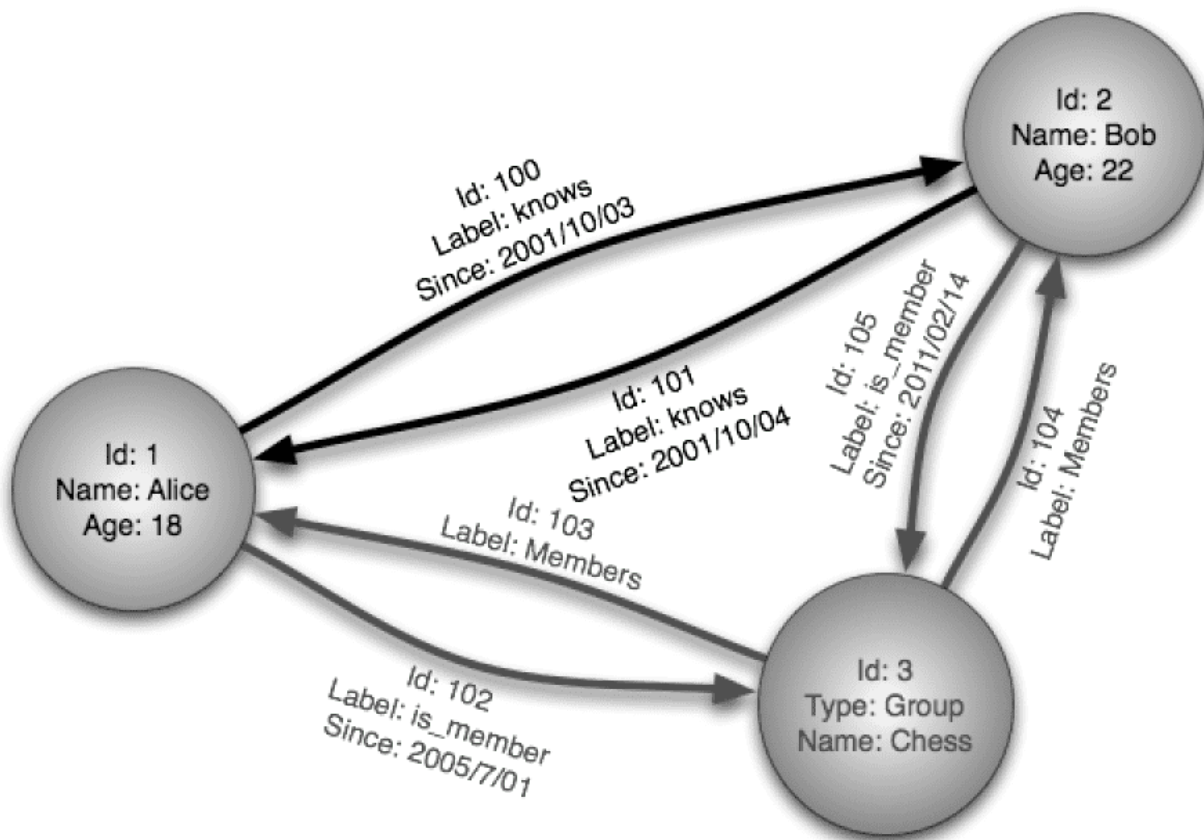 Id: 2
Name: Bob
Age: 22
Id: 100
Label: knows
Since: 2001/10/03
Id: 101
Label: knows
Since: 2001/10/04
Id: 105
Label: is_member
Since: 2011/02/14
Id: 104
Label: Members
Id: 1
Name: Alice
Age: 18
Id: 103
Label: Members
Id: 102
Label: is_member
Since: 2005/7/01
Id: 3
Type: Group
Name: Chess